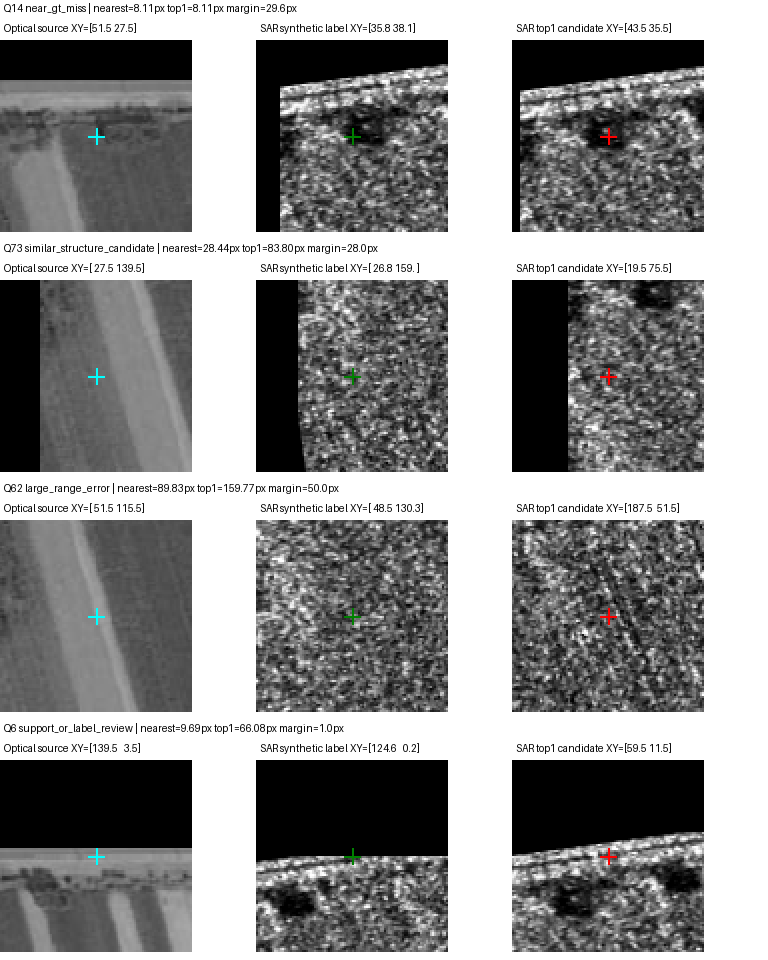 Q14 near_gt_miss | nearest=8.11px top1=8.11px margin=29.6px
Optical source XY=[51.5 27.5]
SAR synthetic label XY=[35.8 38.1]
SAR top1 candidate XY=[43.5 35.5]
Q73 similar_structure_candidate | nearest=28.44px top1=83.80px margin=28.0px
Optical source XY=[ 27.5 139.5]
SAR synthetic label XY=[ 26.8 159. ]
SAR top1 candidate XY=[19.5 75.5]
Q62 large_range_error | nearest=89.83px top1=159.77px margin=50.0px
Optical source XY=[ 51.5 115.5]
SAR synthetic label XY=[ 48.5 130.3]
SAR top1 candidate XY=[187.5  51.5]
Q6 support_or_label_review | nearest=9.69px top1=66.08px margin=1.0px
Optical source XY=[139.5   3.5]
SAR synthetic label XY=[124.6   0.2]
SAR top1 candidate XY=[59.5 11.5]